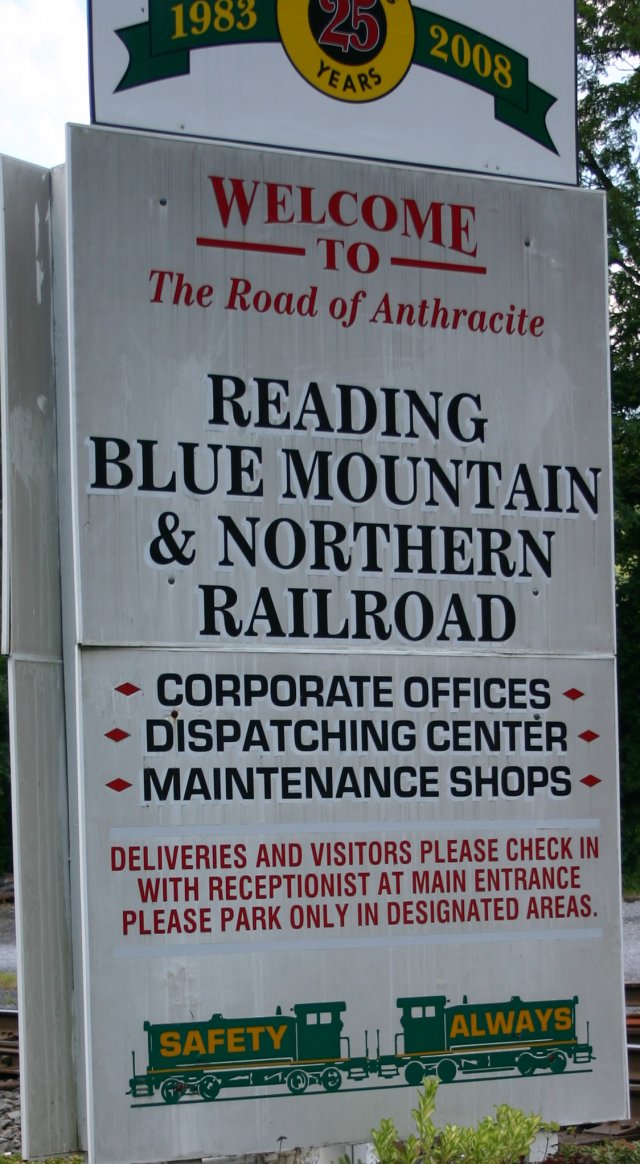 1983 25 2008
YEARS
WELCOME
TO
The Road of Anthracite
READING
BLUE MOUNTAIN
& NORTHERN
RAILROAD
CORPORATE OFFICES
DISPATCHING CENTER
MAINTENANCE SHOPS
DELIVERIES AND VISITORS PLEASE CHECK IN
WITH RECEPTIONIST AT MAIN ENTRANCE
PLEASE PARK ONLY IN DESIGNATED AREAS.
SAFETY ALWAYS